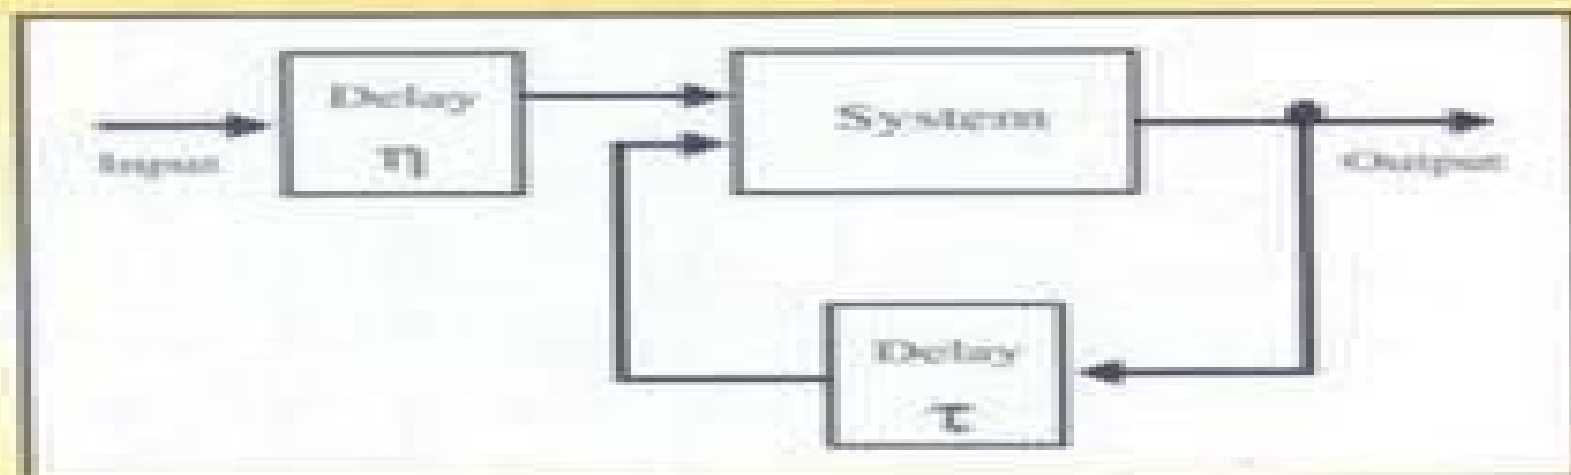 Delay
η
System
Input
Output
Delay
τ